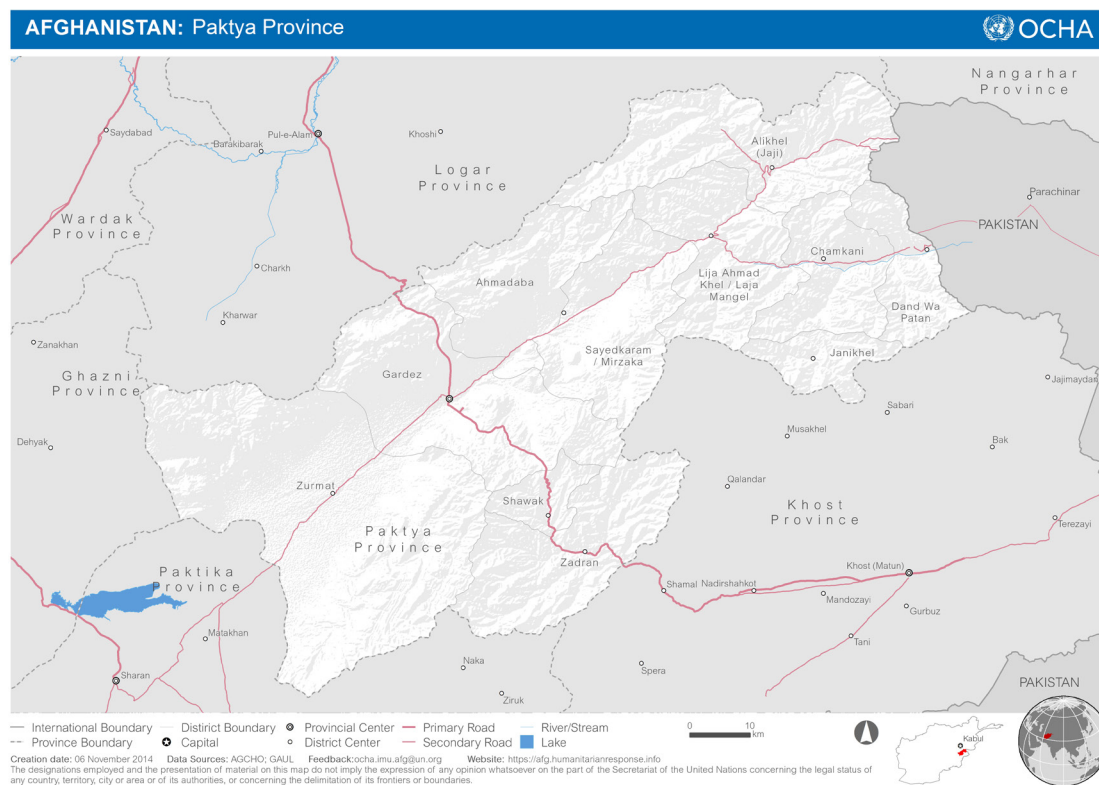 AFGHANISTAN: Paktya Province
OCHA
Nangarhar
Province
Saydabad
Pul-e-Alam
Khoshi
Barakibarak
Alikhel
(Jaji)
Logar
Province
Parachinar
Wardak
Province
PAKISTAN
Chamkani
Charkh
Ahmadaba
Lija Ahmad
Khel / Laja
Mangel
Dand Wa
Patan
Kharwar
Zanakhan
Sayedkaram
/ Mirzaka
Janikhel
Ghazni
Province
Gardez
Jajimaydan
Sabari
Musakhel
Dehyak
Bak
Qalandar
Zurmat
Shawak
Khost
Province
Terezayi
Paktya
Province
Zadran
Khost (Matun)
Paktika
Province
Shamal
Nadirshahkot
Mandozayi
Gurbuz
Matakhan
Tani
Naka
Spera
Sharan
Ziruk
PAKISTAN
International Boundary
District Boundary
Provincial Center
Primary Road
River/Stream
0 10
km
Province Boundary
Capital
District Center
Secondary Road
Lake
Kabul
Creation date: 06 November 2014 Data Sources: AGCHO; GAUL Feedback:ocha.imu.afg@un.org Website: https://afg.humanitarianresponse.info
The designations employed and the presentation of material on this map do not imply the expression of any opinion whatsoever on the part of the Secretariat of the United Nations concerning the legal status of
any country, territory, city or area or of its authorities, or concerning the delimitation of its frontiers or boundaries.